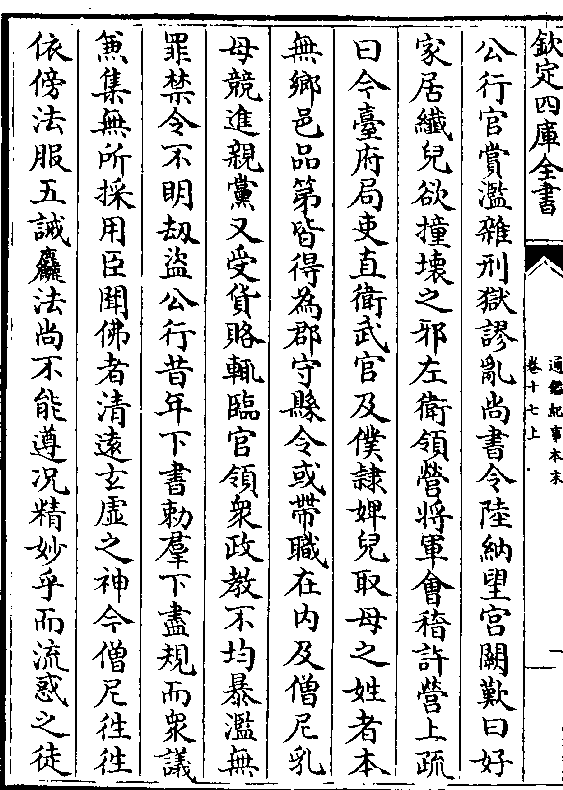 欽定四庫全書
通鑑紀事本末
卷十七上
一
公行官賞濫雜刑獄謬亂尚書令陸納望宫闕歎曰好
家居纖兒欲撞壞之邪左衛領營將軍會稽許營上疏
曰今臺府局吏直衛武官及僕隷婢兒取母之姓者本
無鄉邑品第皆得為郡守縣令或帶職在内及僧尼乳
母競進親黨又受貨賂輒臨官領衆政教不均暴濫無
罪禁令不明刼盜公行昔年下書勅羣下盡規而衆議
兼集無所採用臣聞佛者清遠玄虛之神今僧尼往往
依傍法服五誡麤法尚不能遵况精妙乎而流惑之徒